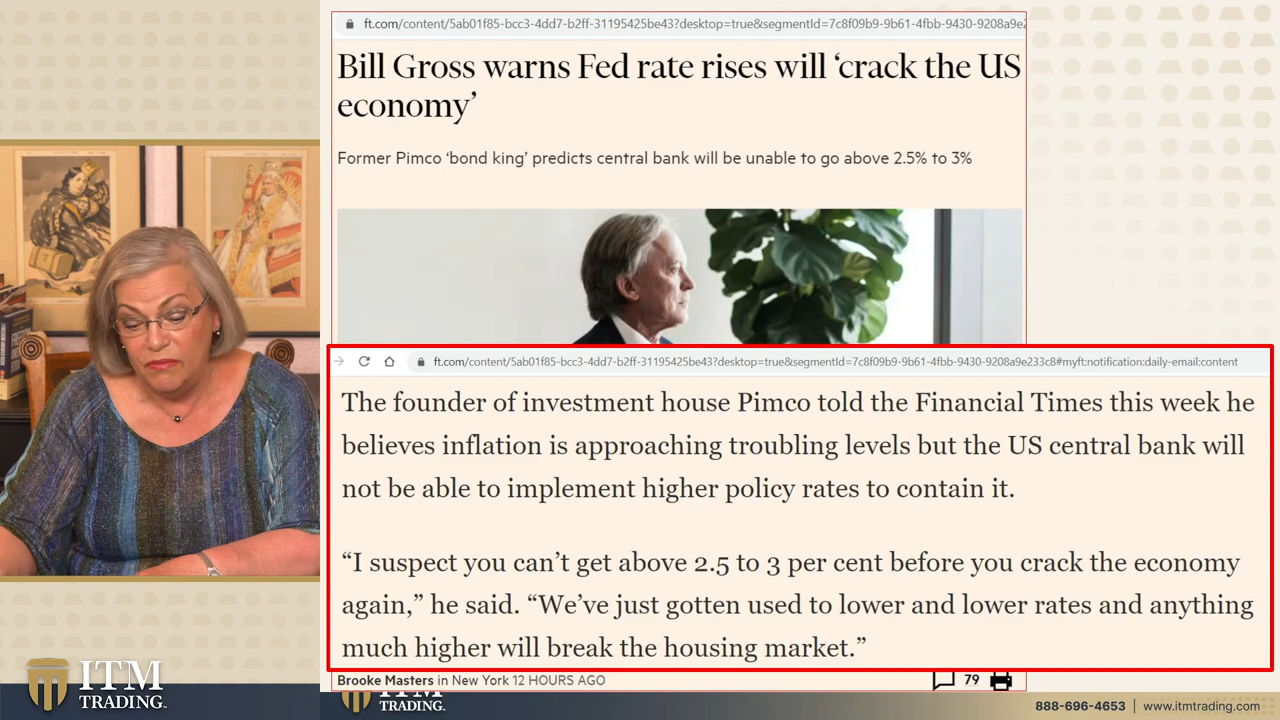 ft.com/content/5ab01f85-bcc3-4dd7-b2ff-31195425be43?desktop=true&segmentId=7c8f09b9-9b61-4fbb-9430-9208a9e2
Bill Gross warns Fed rate rises will ‘crack the US
economy’
Former Pimco ‘bond king’ predicts central bank will be unable to go above 2.5% to 3%
ft.com/content/5ab01f85-bcc3-4dd7-b2ff-31195425be43?desktop=true&segmentId=7c8f09b9-9b61-4fbb-9430-9208a9e233c8#myft:notification:daily-email:content
The founder of investment house Pimco told the Financial Times this week he
believes inflation is approaching troubling levels but the US central bank will
not be able to implement higher policy rates to contain it.
“I suspect you can’t get above 2.5 to 3 per cent before you crack the economy
again,” he said. “We’ve just gotten used to lower and lower rates and anything
much higher will break the housing market.”
Brooke Masters in New York 12 HOURS AGO
79
ITM
TRADING
TRADING
888-696-4653 | www.itmtrading.com